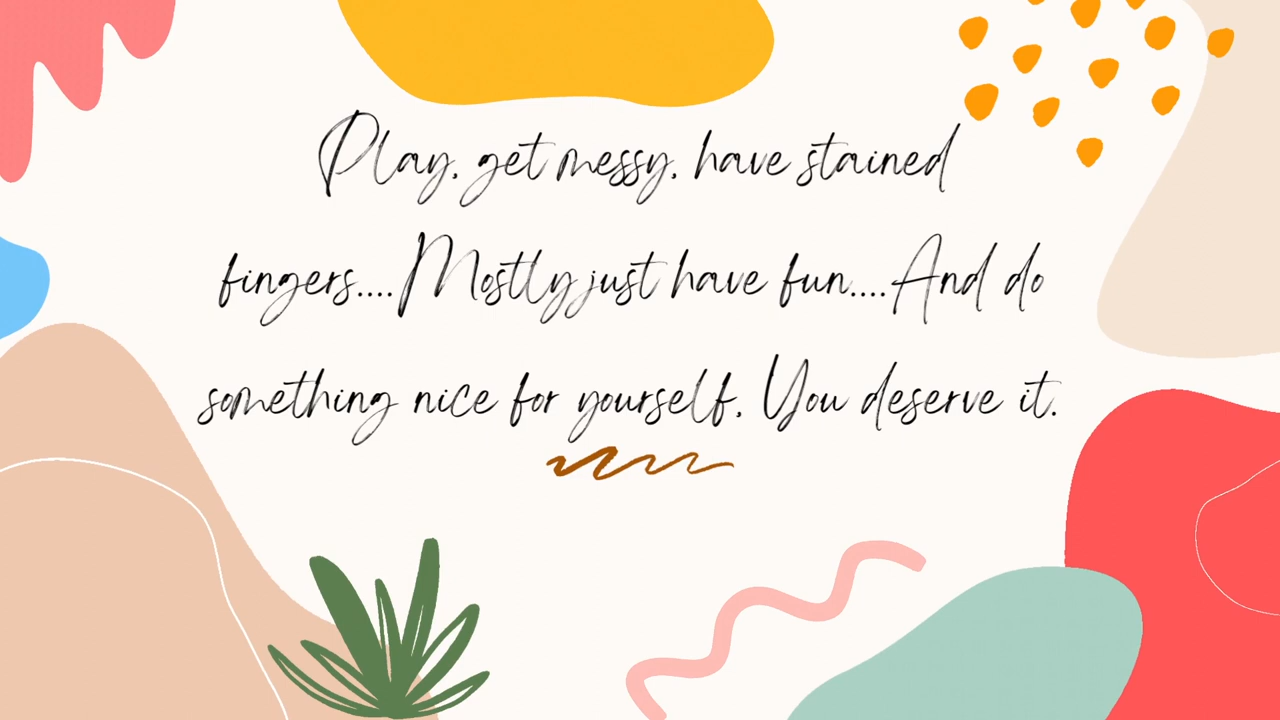 Play, get messy, have stained
fingers....Mostly just have fun....And do
something nice for yourself, You deserve it.